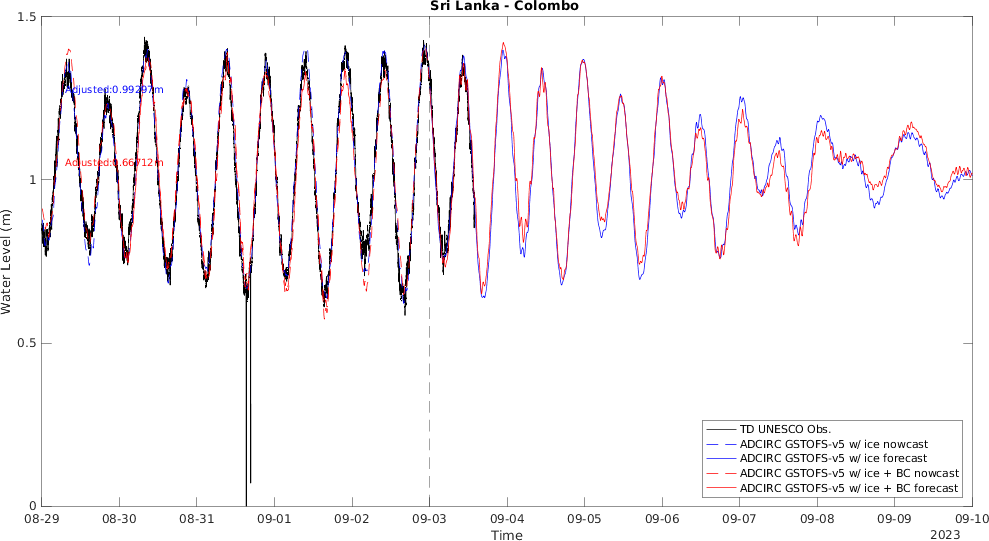 Sri Lanka - Colombo
1.5
Adjusted:0.99297m
Adjusted:0.66712m
1
0.5
0
Water Level (m)
TD UNESCO Obs.
ADCIRC GSTOFS-v5 w/ ice nowcast
ADCIRC GSTOFS-v5 w/ ice forecast
ADCIRC GSTOFS-v5 w/ ice + BC nowcast
ADCIRC GSTOFS-v5 w/ ice + BC forecast
08-29 08-30 08-31 09-01 09-02 09-03 09-04 09-05 09-06 09-07 09-08 09-09 09-10
Time
2023